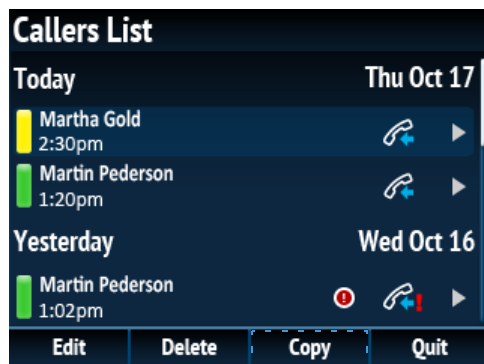 Callers List
Today Thu Oct 17
Martha Gold
2:30pm
Martin Pederson
1:20pm
Yesterday Wed Oct 16
Martin Pederson
1:02pm
Edit Delete Copy Quit